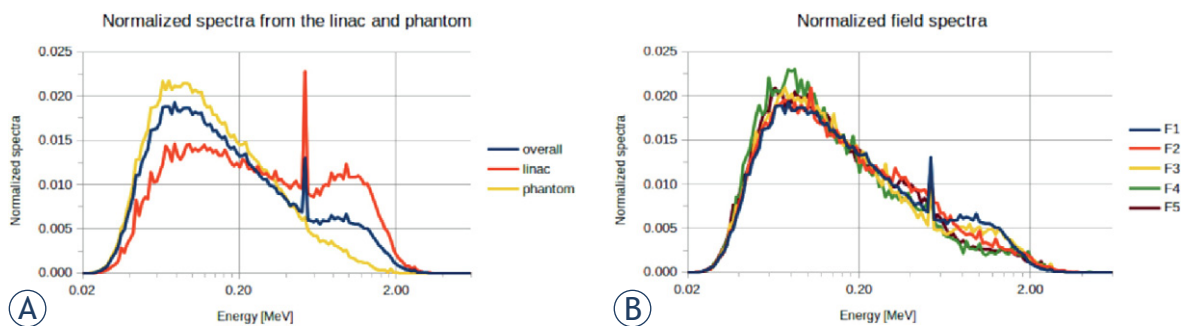 Normalized spectra from the linac and phantom
Normalized spectra
0.025
0.020
0.015
0.010
0.005
0.000
0.02
0.20
2.00
Energy [MeV]
overall
linac
phantom
A
Normalized field spectra
Normalized spectra
0.025
0.020
0.015
0.010
0.005
0.000
0.02
0.20
2.00
Energy [MeV]
F1
F2
F3
F4
F5
B